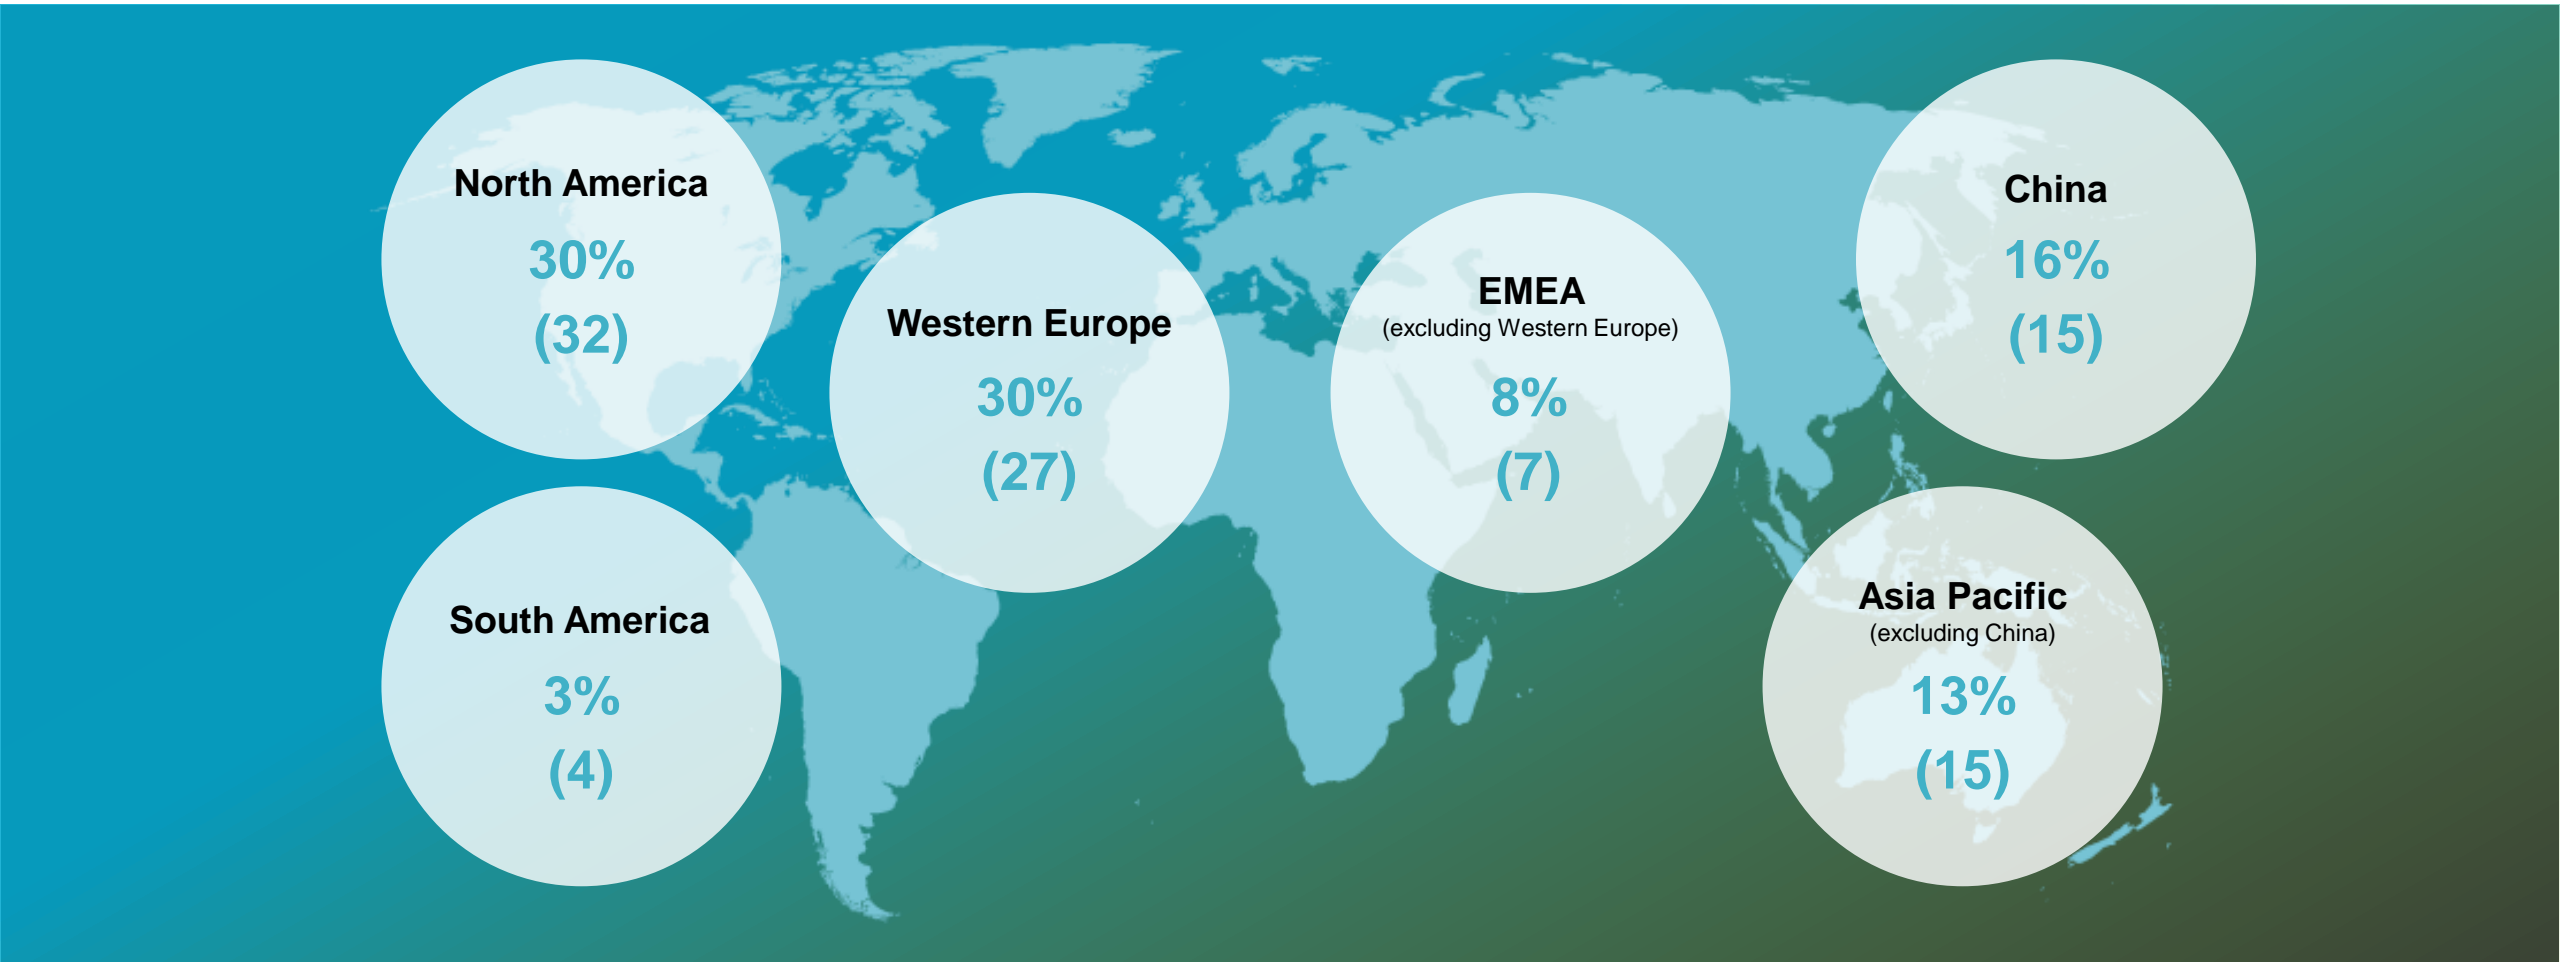 North America
30%
(32)
South America
3%
(4)
Western Europe
30%
(27)
EMEA
(excluding Western Europe)
8%
(7)
China
16%
(15)
Asia Pacific
(excluding China)
13%
(15)